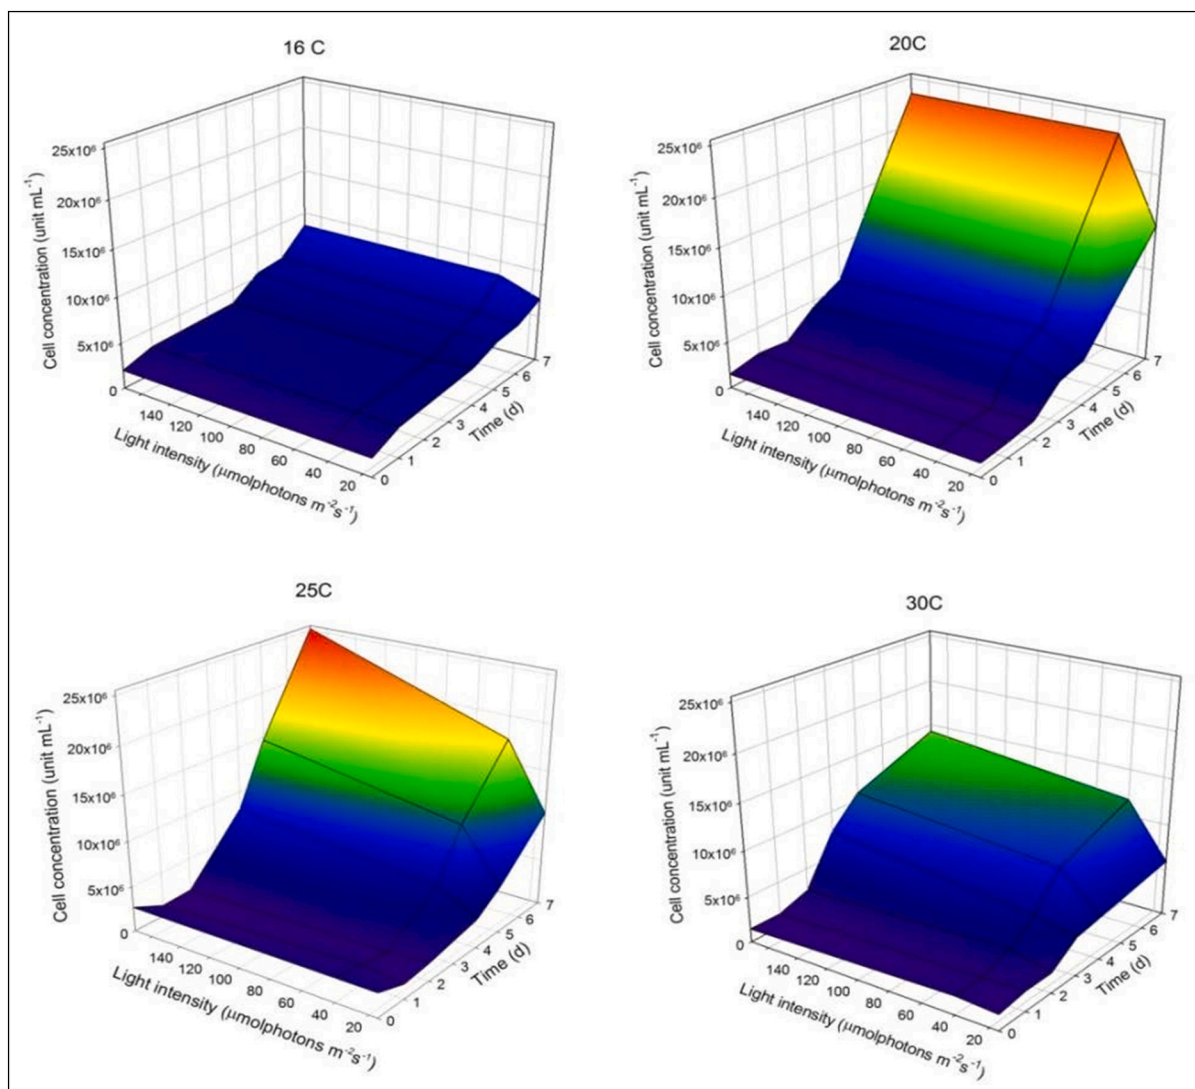 16 C
25x10⁶
20x10⁶
15x10⁶
10x10⁶
5x10⁶
0
Cell concentration (unit mL⁻¹)
140
120
100
80
60
40
20
Light intensity (μmolphotons m⁻²s⁻¹)
0
1
2
3
4
5
6
7
Time (d)
20C
25x10⁶
20x10⁶
15x10⁶
10x10⁶
5x10⁶
0
Cell concentration (unit mL⁻¹)
140
120
100
80
60
40
20
Light intensity (μmolphotons m⁻²s⁻¹)
0
1
2
3
4
5
6
7
Time (d)
25C
25x10⁶
20x10⁶
15x10⁶
10x10⁶
5x10⁶
0
Cell concentration (unit mL⁻¹)
140
120
100
80
60
40
20
Light intensity (μmolphotons m⁻²s⁻¹)
0
1
2
3
4
5
6
7
Time (d)
30C
25x10⁶
20x10⁶
15x10⁶
10x10⁶
5x10⁶
0
Cell concentration (unit mL⁻¹)
140
120
100
80
60
40
20
Light intensity (μmolphotons m⁻²s⁻¹)
0
1
2
3
4
5
6
7
Time (d)